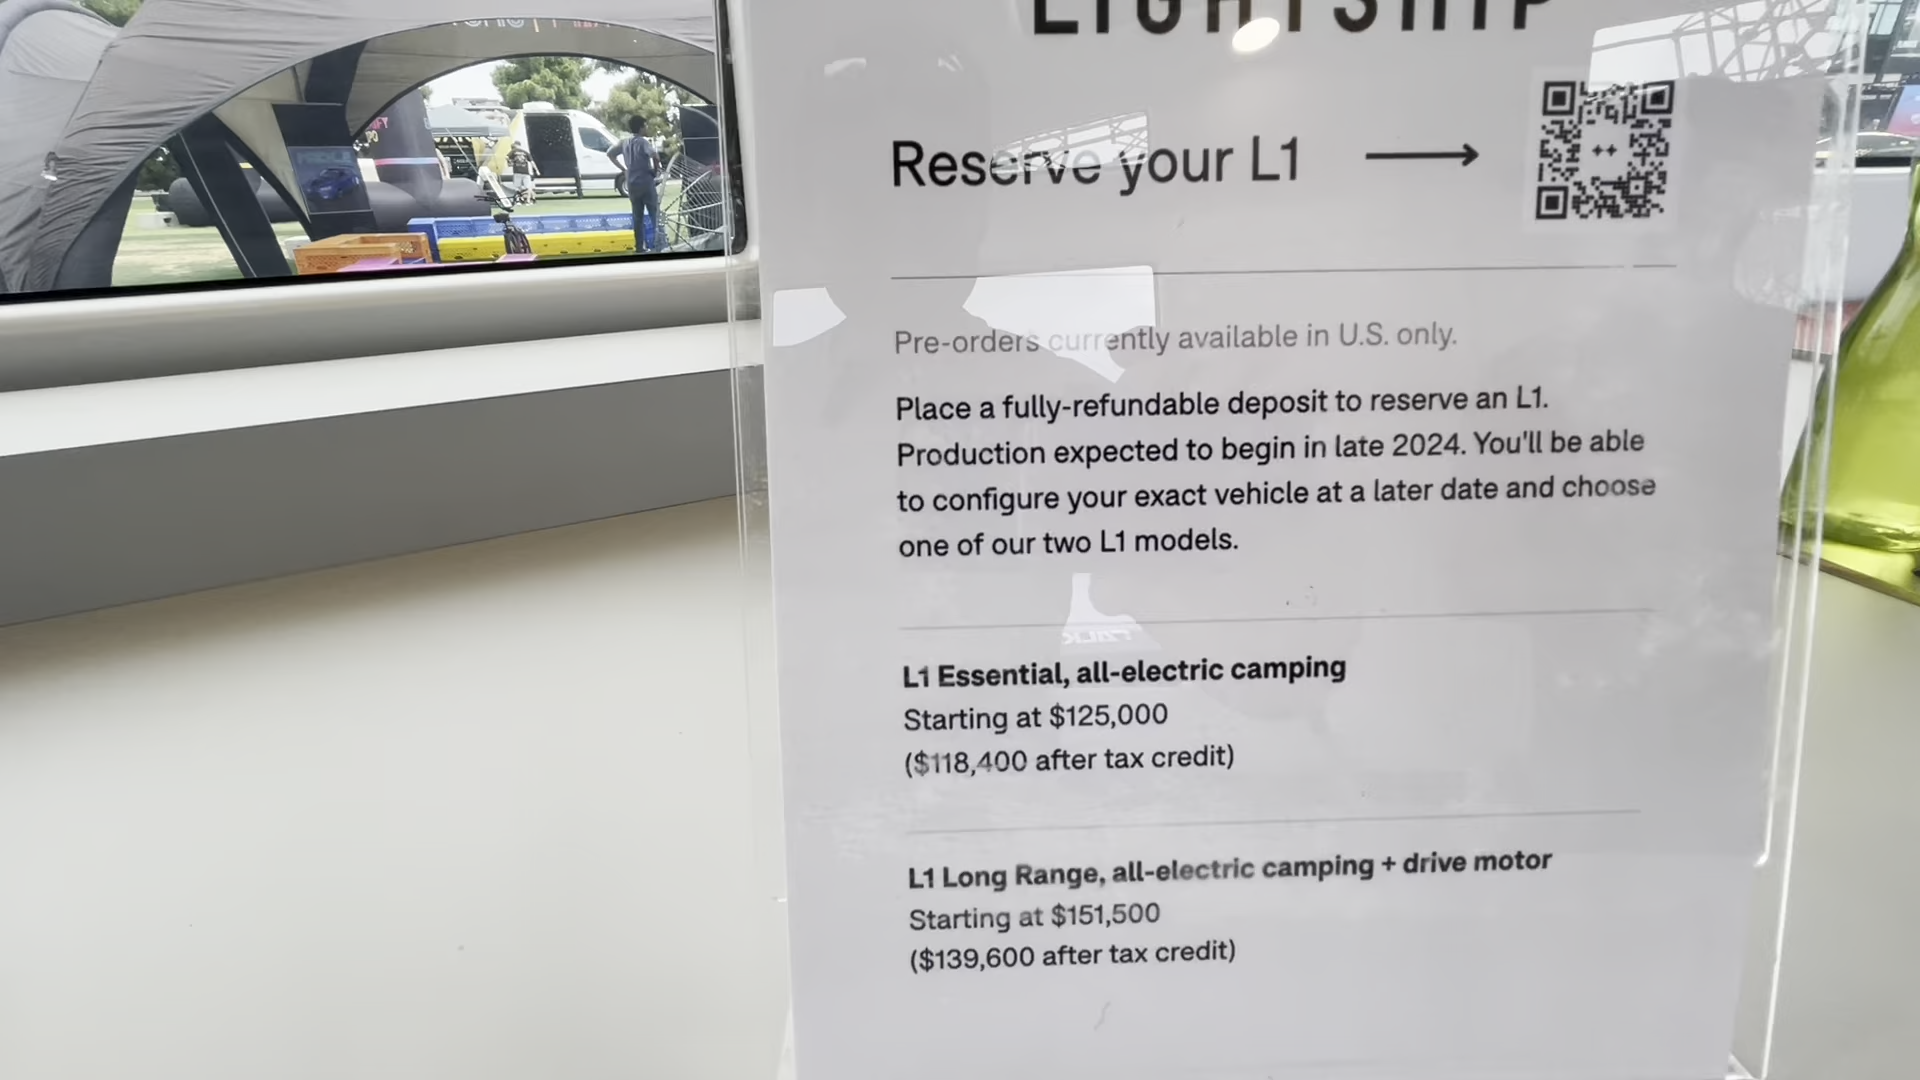 LIGHTSHIP
Reserve your L1
Pre-orders currently available in U.S. only.
Place a fully-refundable deposit to reserve an L1.
Production expected to begin in late 2024. You'll be able
to configure your exact vehicle at a later date and choose
one of our two L1 models.
L1 Essential, all-electric camping
Starting at $125,000
($118,400 after tax credit)
L1 Long Range, all-electric camping + drive motor
Starting at $151,500
($139,600 after tax credit)